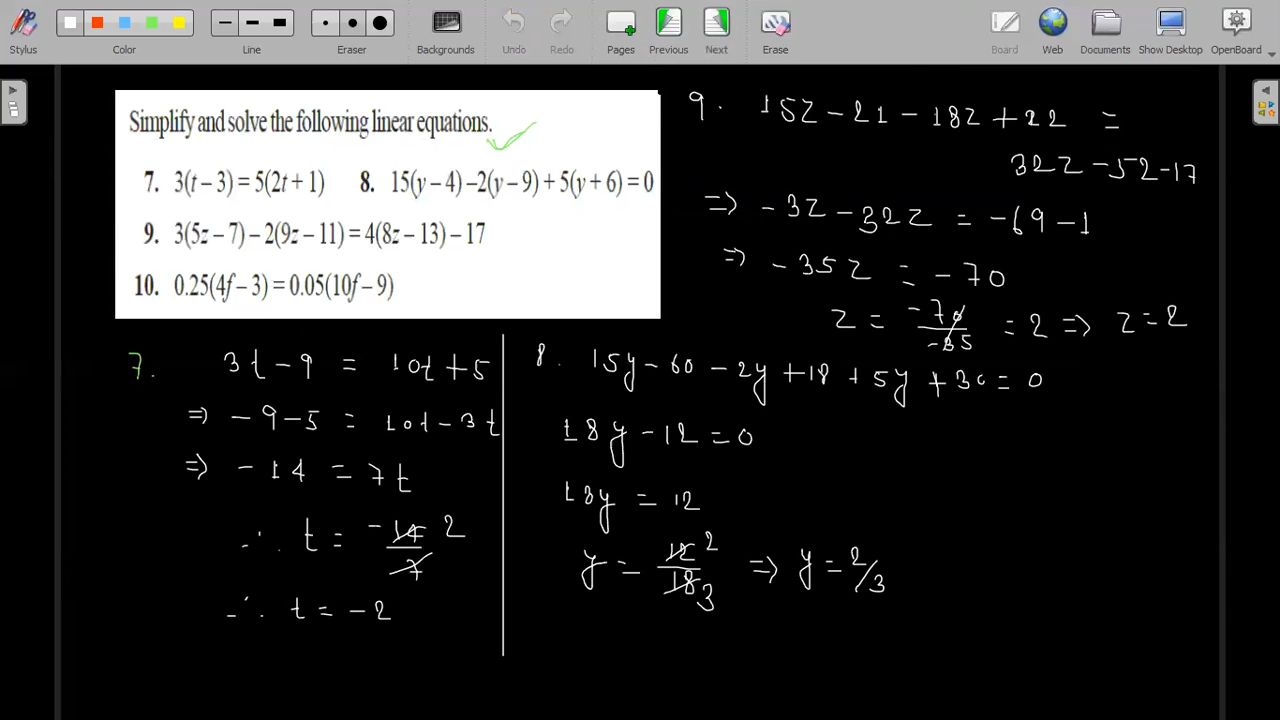 Stylus
Color
Line
Eraser
Backgrounds
Undo
Redo
Pages
Previous
Next
Erase
Board
Web
Documents
Show Desktop
OpenBoard
Simplify and solve the following linear equations.
7. 3(t – 3) = 5(2t + 1) 8. 15(y – 4) –2(y – 9) + 5(y + 6) = 0
9. 3(5z – 7) – 2(9z – 11) = 4(8z – 13) – 17
10. 0.25(4f – 3) = 0.05(10f – 9)
7. 3t - 9 = 10t + 5
=> - 9 - 5 = 10t - 3t
=> - 14 = 7t
∴ t = -14/7 2
∴ t = -2
8. 15y - 60 - 2y + 18 + 5y + 30 = 0
18y - 12 = 0
18y = 12
y = 12/18 2 3 => y = 2/3
9. 15z - 21 - 18z + 22 =
32z - 52 - 17
=> - 3z - 32z = - 69 - 1
=> - 35z = - 70
z = -70/-35 = 2 => z = 2